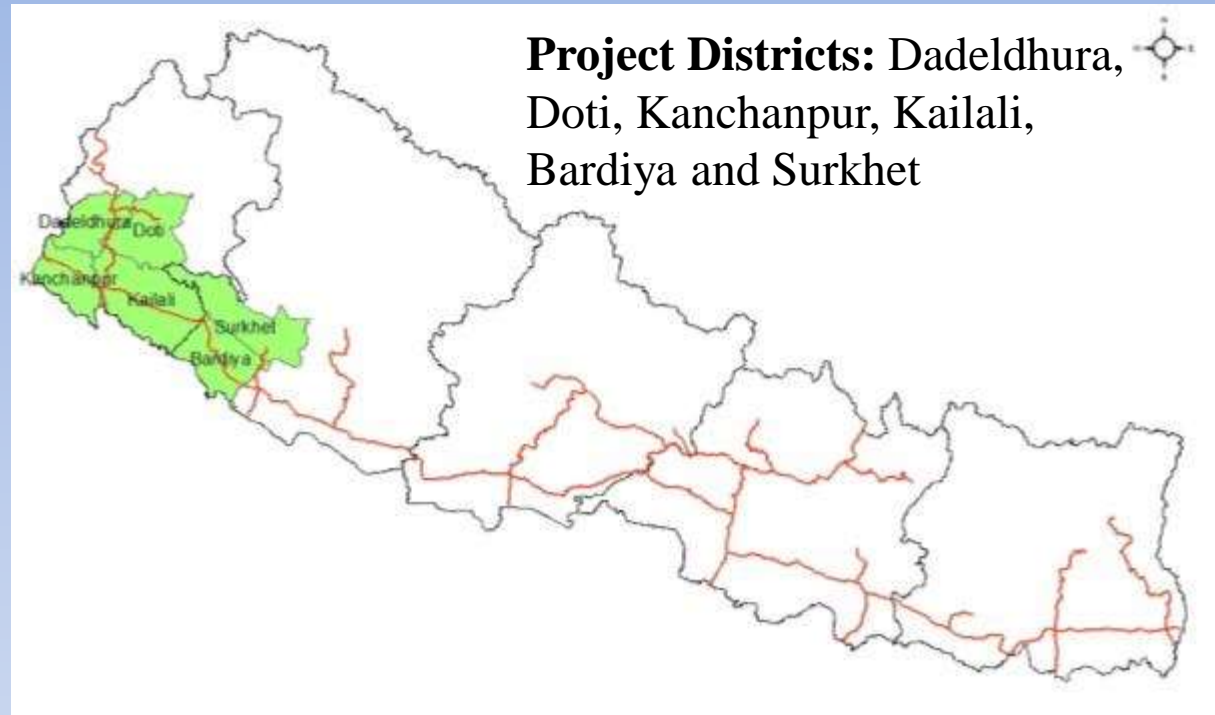 Project Districts: Dadeldhura,
Doti, Kanchanpur, Kailali,
Bardiya and Surkhet
Dadeldhura
Doti
Kanchanpur
Kailali
Surkhet
Bardiya